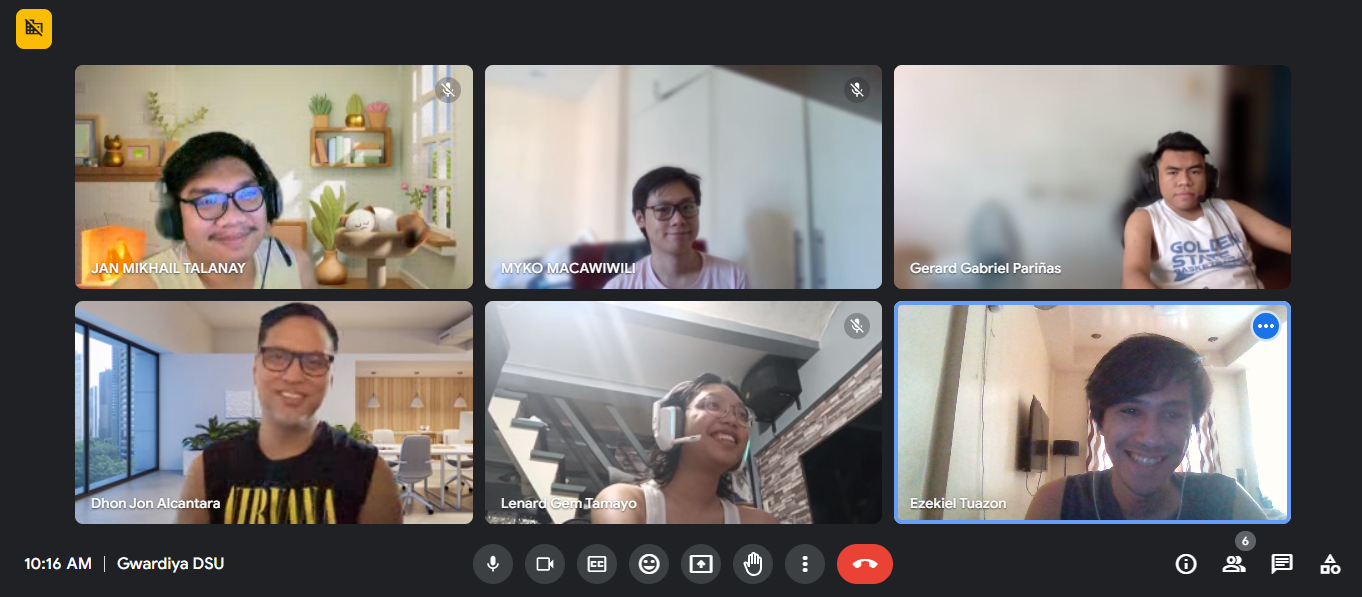 JAN MIKHAIL TALANAY
MYKO MACAWIWILI
GOLDEN
STATE
Gerard Gabriel Pariñas
NIRVANA
Dhon Jon Alcantara
Lenard Gem Tamayo
Ezekiel Tuazon
10:16 AM | Gwardiya DSU
CC
6